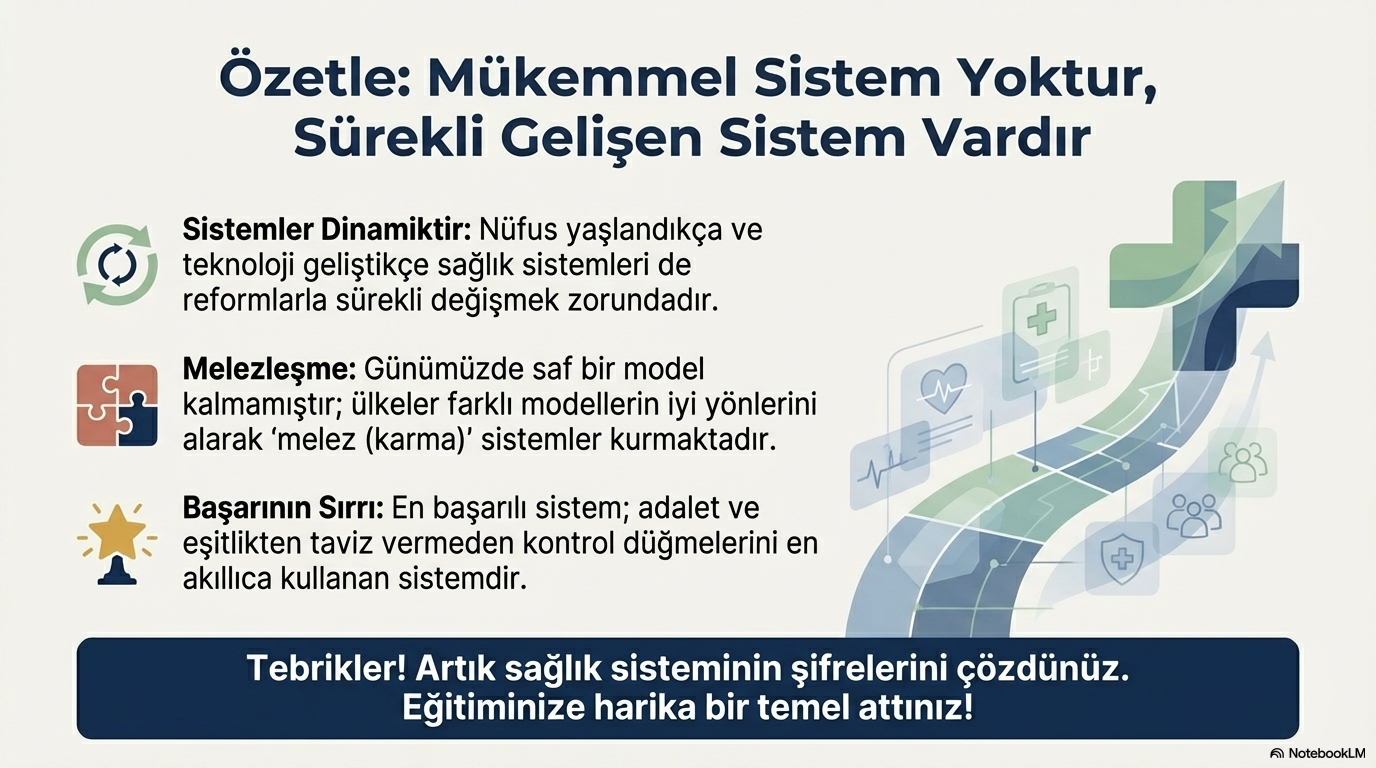 Özetle: Mükemmel Sistem Yoktur,
Sürekli Gelişen Sistem Vardır
Sistemler Dinamiktir: Nüfus yaşlandıkça ve
teknoloji geliştikçe sağlık sistemleri de
reformlarla sürekli değişmek zorundadır.
Melezleşme: Günümüzde saf bir model
kalmamıştır; ülkeler farklı modellerin iyi yönlerini
alarak ‘melez (karma)’ sistemler kurmaktadır.
Başarının Sırrı: En başarılı sistem; adalet ve
eşitlikten taviz vermeden kontrol düğmelerini en
akıllıca kullanan sistemdir.
Tebrikler! Artık sağlık sisteminin şifrelerini çözdünüz.
Eğitiminize harika bir temel attınız!
NotebookLM